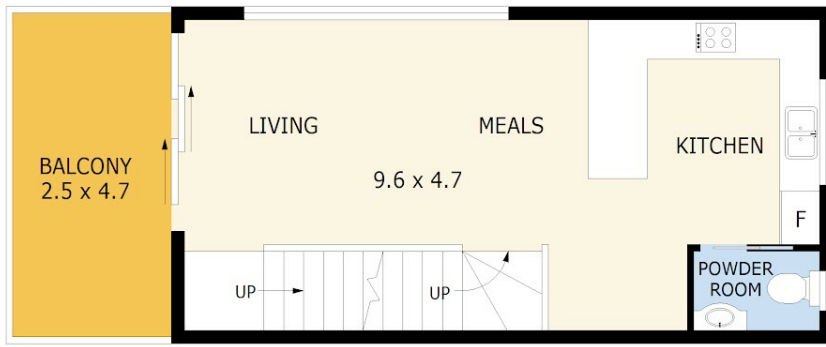 LIVING
MEALS
KITCHEN
BALCONY
2.5 x 4.7
9.6 x 4.7
F
POWDER
ROOM
UP
UP